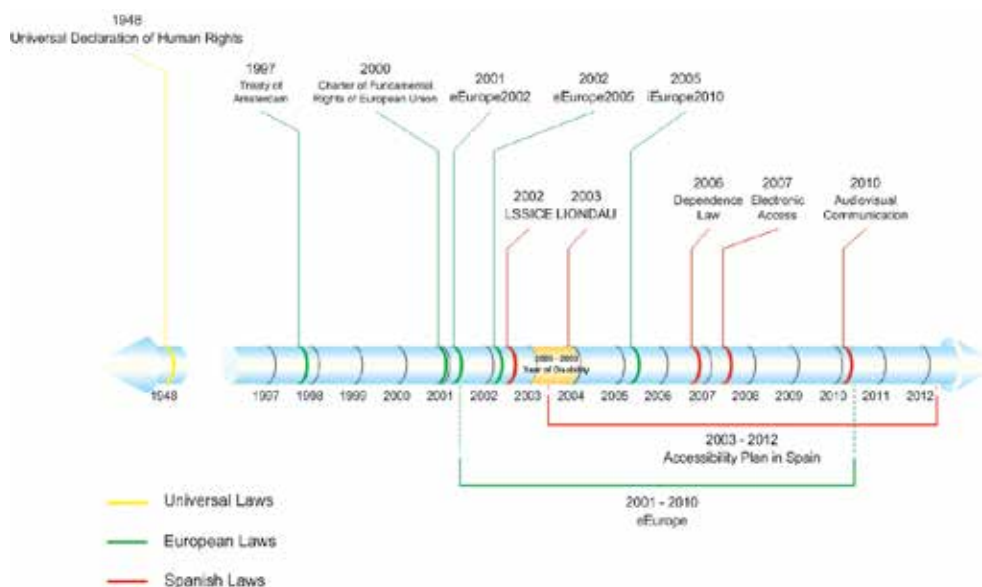 1948
Universal Declaration of Human Rights
1997
Treaty of
Amsterdam
2000
Charter of Fundamental
Rights of European Union
2001
eEurope2002
2002
eEurope2005
2005
iEurope2010
2002
LSSICE
2003
LIONDAU
2006
Dependence
Law
2007
Electronic
Access
2010
Audiovisual
Communication
Year of Disability
1948
1997
1998
1999
2000
2001
2002
2003
2004
2005
2006
2007
2008
2009
2010
2011
2012
2003 - 2012
Accessibility Plan in Spain
2001 - 2010
eEurope
Universal Laws
European Laws
Spanish Laws